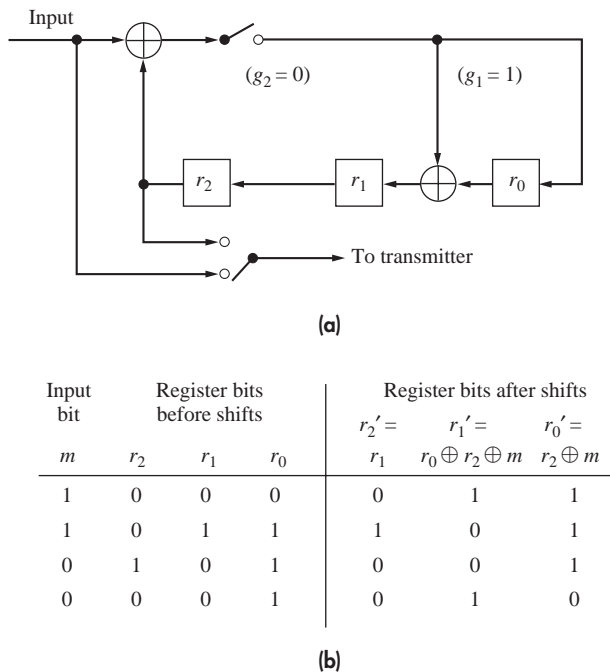 Input
(g2 = 0)
(g1 = 1)
r2
r1
r0
To transmitter
(a)
Input bit
Register bits before shifts
Register bits after shifts
m r2 r1 r0 r2′ = r1 r1′ = r0 ⊕ r2 ⊕ m r0′ = r2 ⊕ m
1 0 0 0 0 1 1
1 0 1 1 1 0 1
0 1 0 1 0 0 1
0 0 0 1 0 1 0
(b)